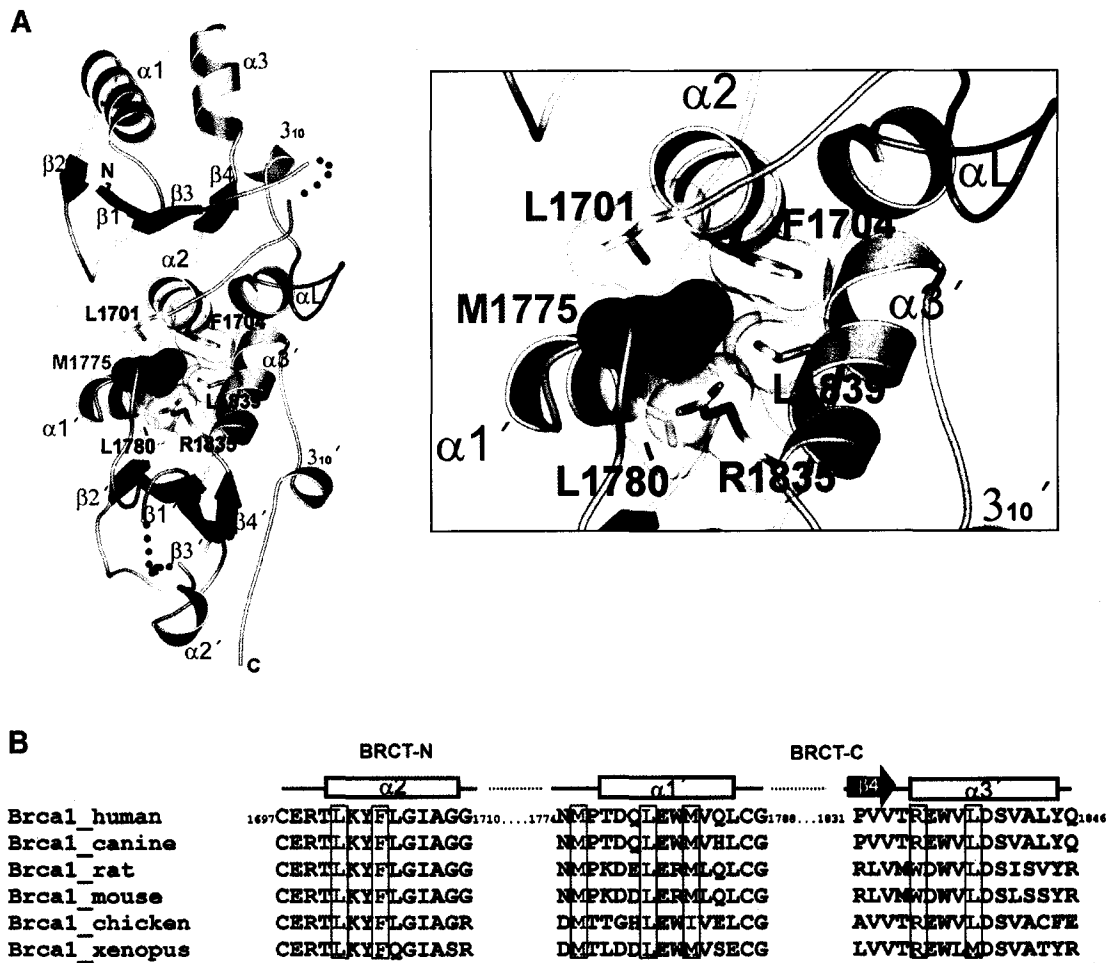 A
α1
α3
3₁₀
β2
N
β4
β3
β1
α2
αL
L1701
F1704
M1775
α3´
L1839
α1´
L1780
R1835
3₁₀´
β2´
β1´
β4´
β3´
α2´
C
α2
αL
L1701
F1704
M1775
α3´
L1839
α1´
L1780
R1835
3₁₀´
B
BRCT-N
BRCT-C
α2
α1´
β4
α3´
Brca1_human 1697CERTLKYFLGIAGG1710....1774NMPTDQLEWMVQLCG1788...1831 PVVTREWVLDSVALYQ1846
Brca1_canine CERTLKYFLGIAGG NMPTDQLEWMVHLCG PVVTREWVLDSVALYQ
Brca1_rat CERTLKYFLGIAGG NMPKDELERMLQLCG RLVMWDWVLDSISVYR
Brca1_mouse CERTLKYFLGIAGG NMPKDDLERMLQLCG RLVMWDWVLDSLSSYR
Brca1_chicken CERTLKYFLGIAGR DMTTGHLEWIVELCG AVVTREWVLDSVACFE
Brca1_xenopus CERTLKYFQGIASR DMTLDDLEWMVSECG LVVTREWLMDSVATYR